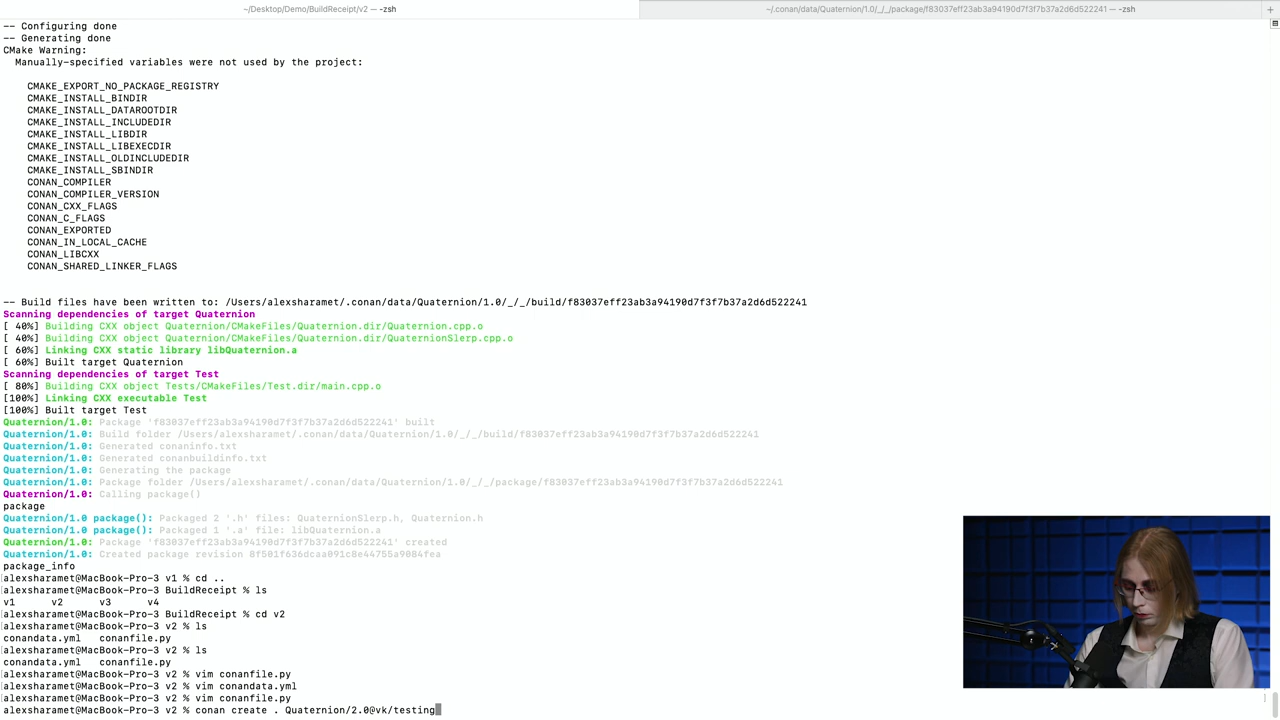 ~/Desktop/Demo/BuildReceipt/v2 — -zsh
~/.conan/data/Quaternion/1.0/_/_/package/f83037eff23ab3a94190d7f3f7b37a2d6d522241 — -zsh
-- Configuring done
-- Generating done
CMake Warning:
  Manually-specified variables were not used by the project:
    CMAKE_EXPORT_NO_PACKAGE_REGISTRY
    CMAKE_INSTALL_BINDIR
    CMAKE_INSTALL_DATAROOTDIR
    CMAKE_INSTALL_INCLUDEDIR
    CMAKE_INSTALL_LIBDIR
    CMAKE_INSTALL_LIBEXECDIR
    CMAKE_INSTALL_OLDINCLUDEDIR
    CMAKE_INSTALL_SBINDIR
    CONAN_COMPILER
    CONAN_COMPILER_VERSION
    CONAN_CXX_FLAGS
    CONAN_C_FLAGS
    CONAN_EXPORTED
    CONAN_IN_LOCAL_CACHE
    CONAN_LIBCXX
    CONAN_SHARED_LINKER_FLAGS
-- Build files have been written to: /Users/alexsharamet/.conan/data/Quaternion/1.0/_/_/build/f83037eff23ab3a94190d7f3f7b37a2d6d522241
Scanning dependencies of target Quaternion
[ 40%] Building CXX object Quaternion/CMakeFiles/Quaternion.dir/Quaternion.cpp.o
[ 40%] Building CXX object Quaternion/CMakeFiles/Quaternion.dir/QuaternionSlerp.cpp.o
[ 60%] Linking CXX static library libQuaternion.a
[ 60%] Built target Quaternion
Scanning dependencies of target Test
[ 80%] Building CXX object Tests/CMakeFiles/Test.dir/main.cpp.o
[100%] Linking CXX executable Test
[100%] Built target Test
Quaternion/1.0: Package 'f83037eff23ab3a94190d7f3f7b37a2d6d522241' built
Quaternion/1.0: Build folder /Users/alexsharamet/.conan/data/Quaternion/1.0/_/_/build/f83037eff23ab3a94190d7f3f7b37a2d6d522241
Quaternion/1.0: Generated conaninfo.txt
Quaternion/1.0: Generated conanbuildinfo.txt
Quaternion/1.0: Generating the package
Quaternion/1.0: Package folder /Users/alexsharamet/.conan/data/Quaternion/1.0/_/_/package/f83037eff23ab3a94190d7f3f7b37a2d6d522241
Quaternion/1.0: Calling package()
package
Quaternion/1.0 package(): Packaged 2 '.h' files: QuaternionSlerp.h, Quaternion.h
Quaternion/1.0 package(): Packaged 1 '.a' file: libQuaternion.a
Quaternion/1.0: Package 'f83037eff23ab3a94190d7f3f7b37a2d6d522241' created
Quaternion/1.0: Created package revision 8f501f636dcaa091c8e44755a9084fea
package_info
alexsharamet@MacBook-Pro-3 v1 % cd ..
alexsharamet@MacBook-Pro-3 BuildReceipt % ls
v1      v2      v3      v4
alexsharamet@MacBook-Pro-3 BuildReceipt % cd v2
alexsharamet@MacBook-Pro-3 v2 % ls
conandata.yml   conanfile.py
alexsharamet@MacBook-Pro-3 v2 % ls
conandata.yml   conanfile.py
alexsharamet@MacBook-Pro-3 v2 % vim conanfile.py
alexsharamet@MacBook-Pro-3 v2 % vim conandata.yml
alexsharamet@MacBook-Pro-3 v2 % vim conanfile.py
alexsharamet@MacBook-Pro-3 v2 % conan create . Quaternion/2.0@vk/testing